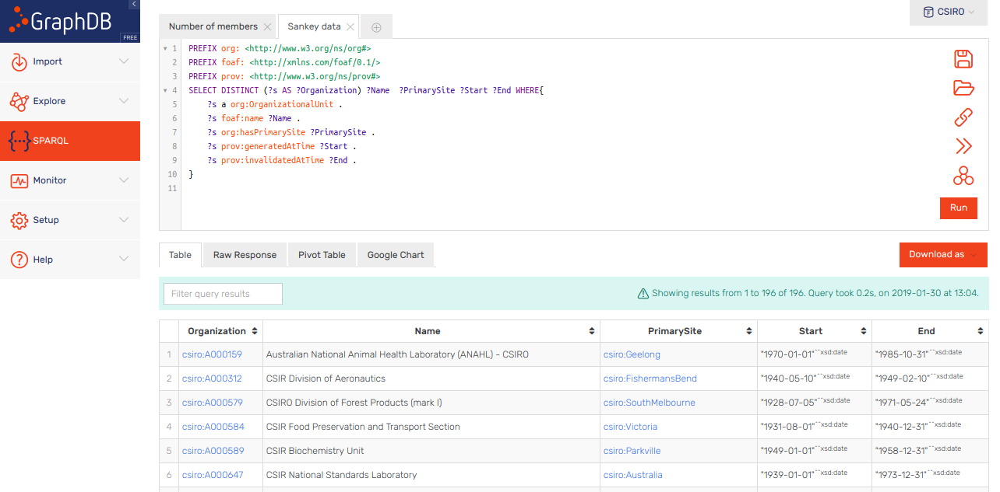 GraphDB
FREE
Import
Explore
SPARQL
Monitor
Setup
Help
CSIRO
Number of members
Sankey data
1 PREFIX org: <http://www.w3.org/ns/org#>
2 PREFIX foaf: <http://xmlns.com/foaf/0.1/>
3 PREFIX prov: <http://www.w3.org/ns/prov#>
4 SELECT DISTINCT (?s AS ?Organization) ?Name ?PrimarySite ?Start ?End WHERE{
5 ?s a org:OrganizationalUnit .
6 ?s foaf:name ?Name .
7 ?s org:hasPrimarySite ?PrimarySite .
8 ?s prov:generatedAtTime ?Start .
9 ?s prov:invalidatedAtTime ?End .
10 }
11
Run
Table Raw Response Pivot Table Google Chart
Download as
Filter query results
Showing results from 1 to 196 of 196. Query took 0.2s, on 2019-01-30 at 13:04.
Organization Name PrimarySite Start End
1 csiro:A000159 Australian National Animal Health Laboratory (ANAHL) - CSIRO csiro:Geelong "1970-01-01"^^xsd:date "1985-10-31"^^xsd:date
2 csiro:A000312 CSIR Division of Aeronautics csiro:FishermansBend "1940-05-10"^^xsd:date "1949-02-10"^^xsd:date
3 csiro:A000579 CSIRO Division of Forest Products (mark I) csiro:SouthMelbourne "1928-07-05"^^xsd:date "1971-05-24"^^xsd:date
4 csiro:A000584 CSIR Food Preservation and Transport Section csiro:Victoria "1931-08-01"^^xsd:date "1940-12-31"^^xsd:date
5 csiro:A000589 CSIR Biochemistry Unit csiro:Parkville "1949-01-01"^^xsd:date "1958-12-31"^^xsd:date
6 csiro:A000647 CSIR National Standards Laboratory csiro:Australia "1939-01-01"^^xsd:date "1973-12-31"^^xsd:date